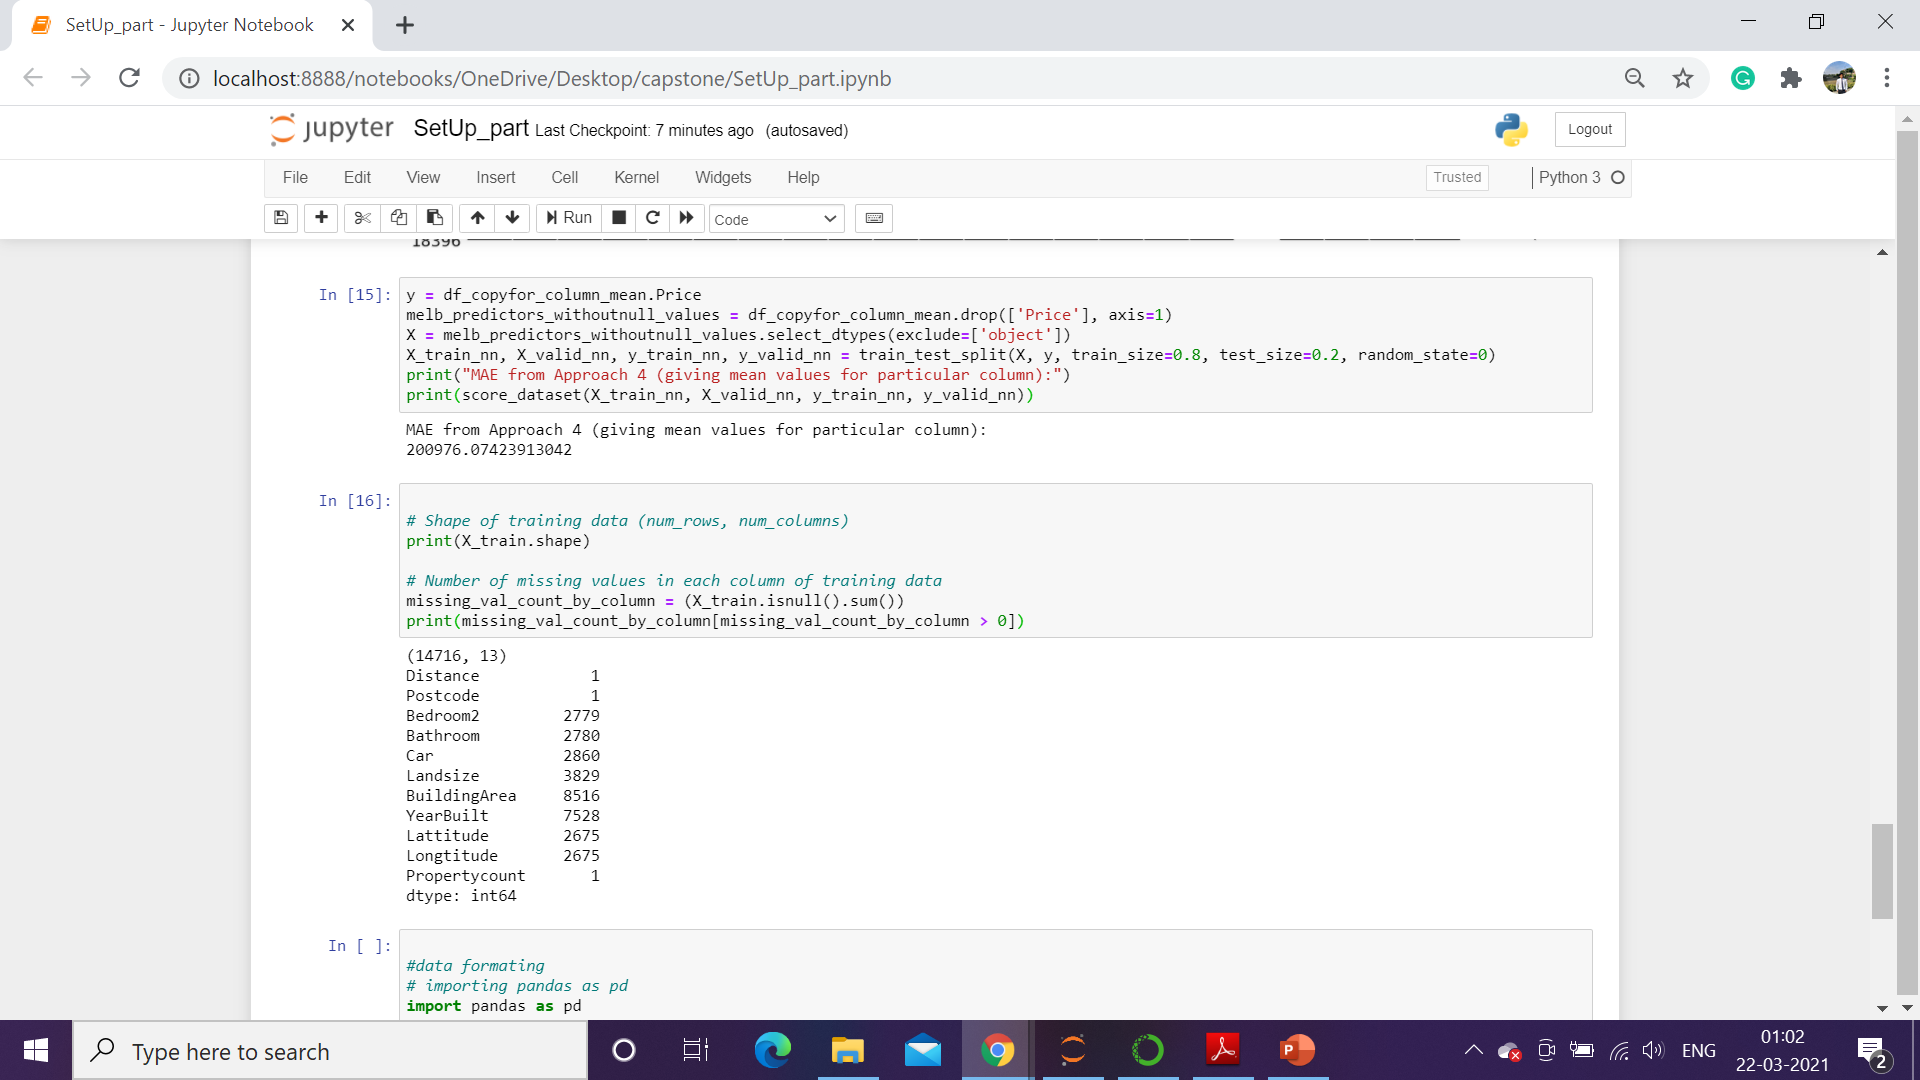 SetUp_part - Jupyter Notebook
localhost:8888/notebooks/OneDrive/Desktop/capstone/SetUp_part.ipynb
jupyter SetUp_part Last Checkpoint: 7 minutes ago (autosaved)
Logout
File Edit View Insert Cell Kernel Widgets Help
Trusted
Python 3
Run
Code
18396
In [15]:
y = df_copyfor_column_mean.Price
melb_predictors_withoutnull_values = df_copyfor_column_mean.drop(['Price'], axis=1)
X = melb_predictors_withoutnull_values.select_dtypes(exclude=['object'])
X_train_nn, X_valid_nn, y_train_nn, y_valid_nn = train_test_split(X, y, train_size=0.8, test_size=0.2, random_state=0)
print("MAE from Approach 4 (giving mean values for particular column):")
print(score_dataset(X_train_nn, X_valid_nn, y_train_nn, y_valid_nn))
MAE from Approach 4 (giving mean values for particular column):
200976.07423913042
In [16]:
# Shape of training data (num_rows, num_columns)
print(X_train.shape)
# Number of missing values in each column of training data
missing_val_count_by_column = (X_train.isnull().sum())
print(missing_val_count_by_column[missing_val_count_by_column > 0])
(14716, 13)
Distance 1
Postcode 1
Bedroom2 2779
Bathroom 2780
Car 2860
Landsize 3829
BuildingArea 8516
YearBuilt 7528
Lattitude 2675
Longtitude 2675
Propertycount 1
dtype: int64
In [ ]:
#data formating
# importing pandas as pd
import pandas as pd
Type here to search
ENG
01:02
22-03-2021
2